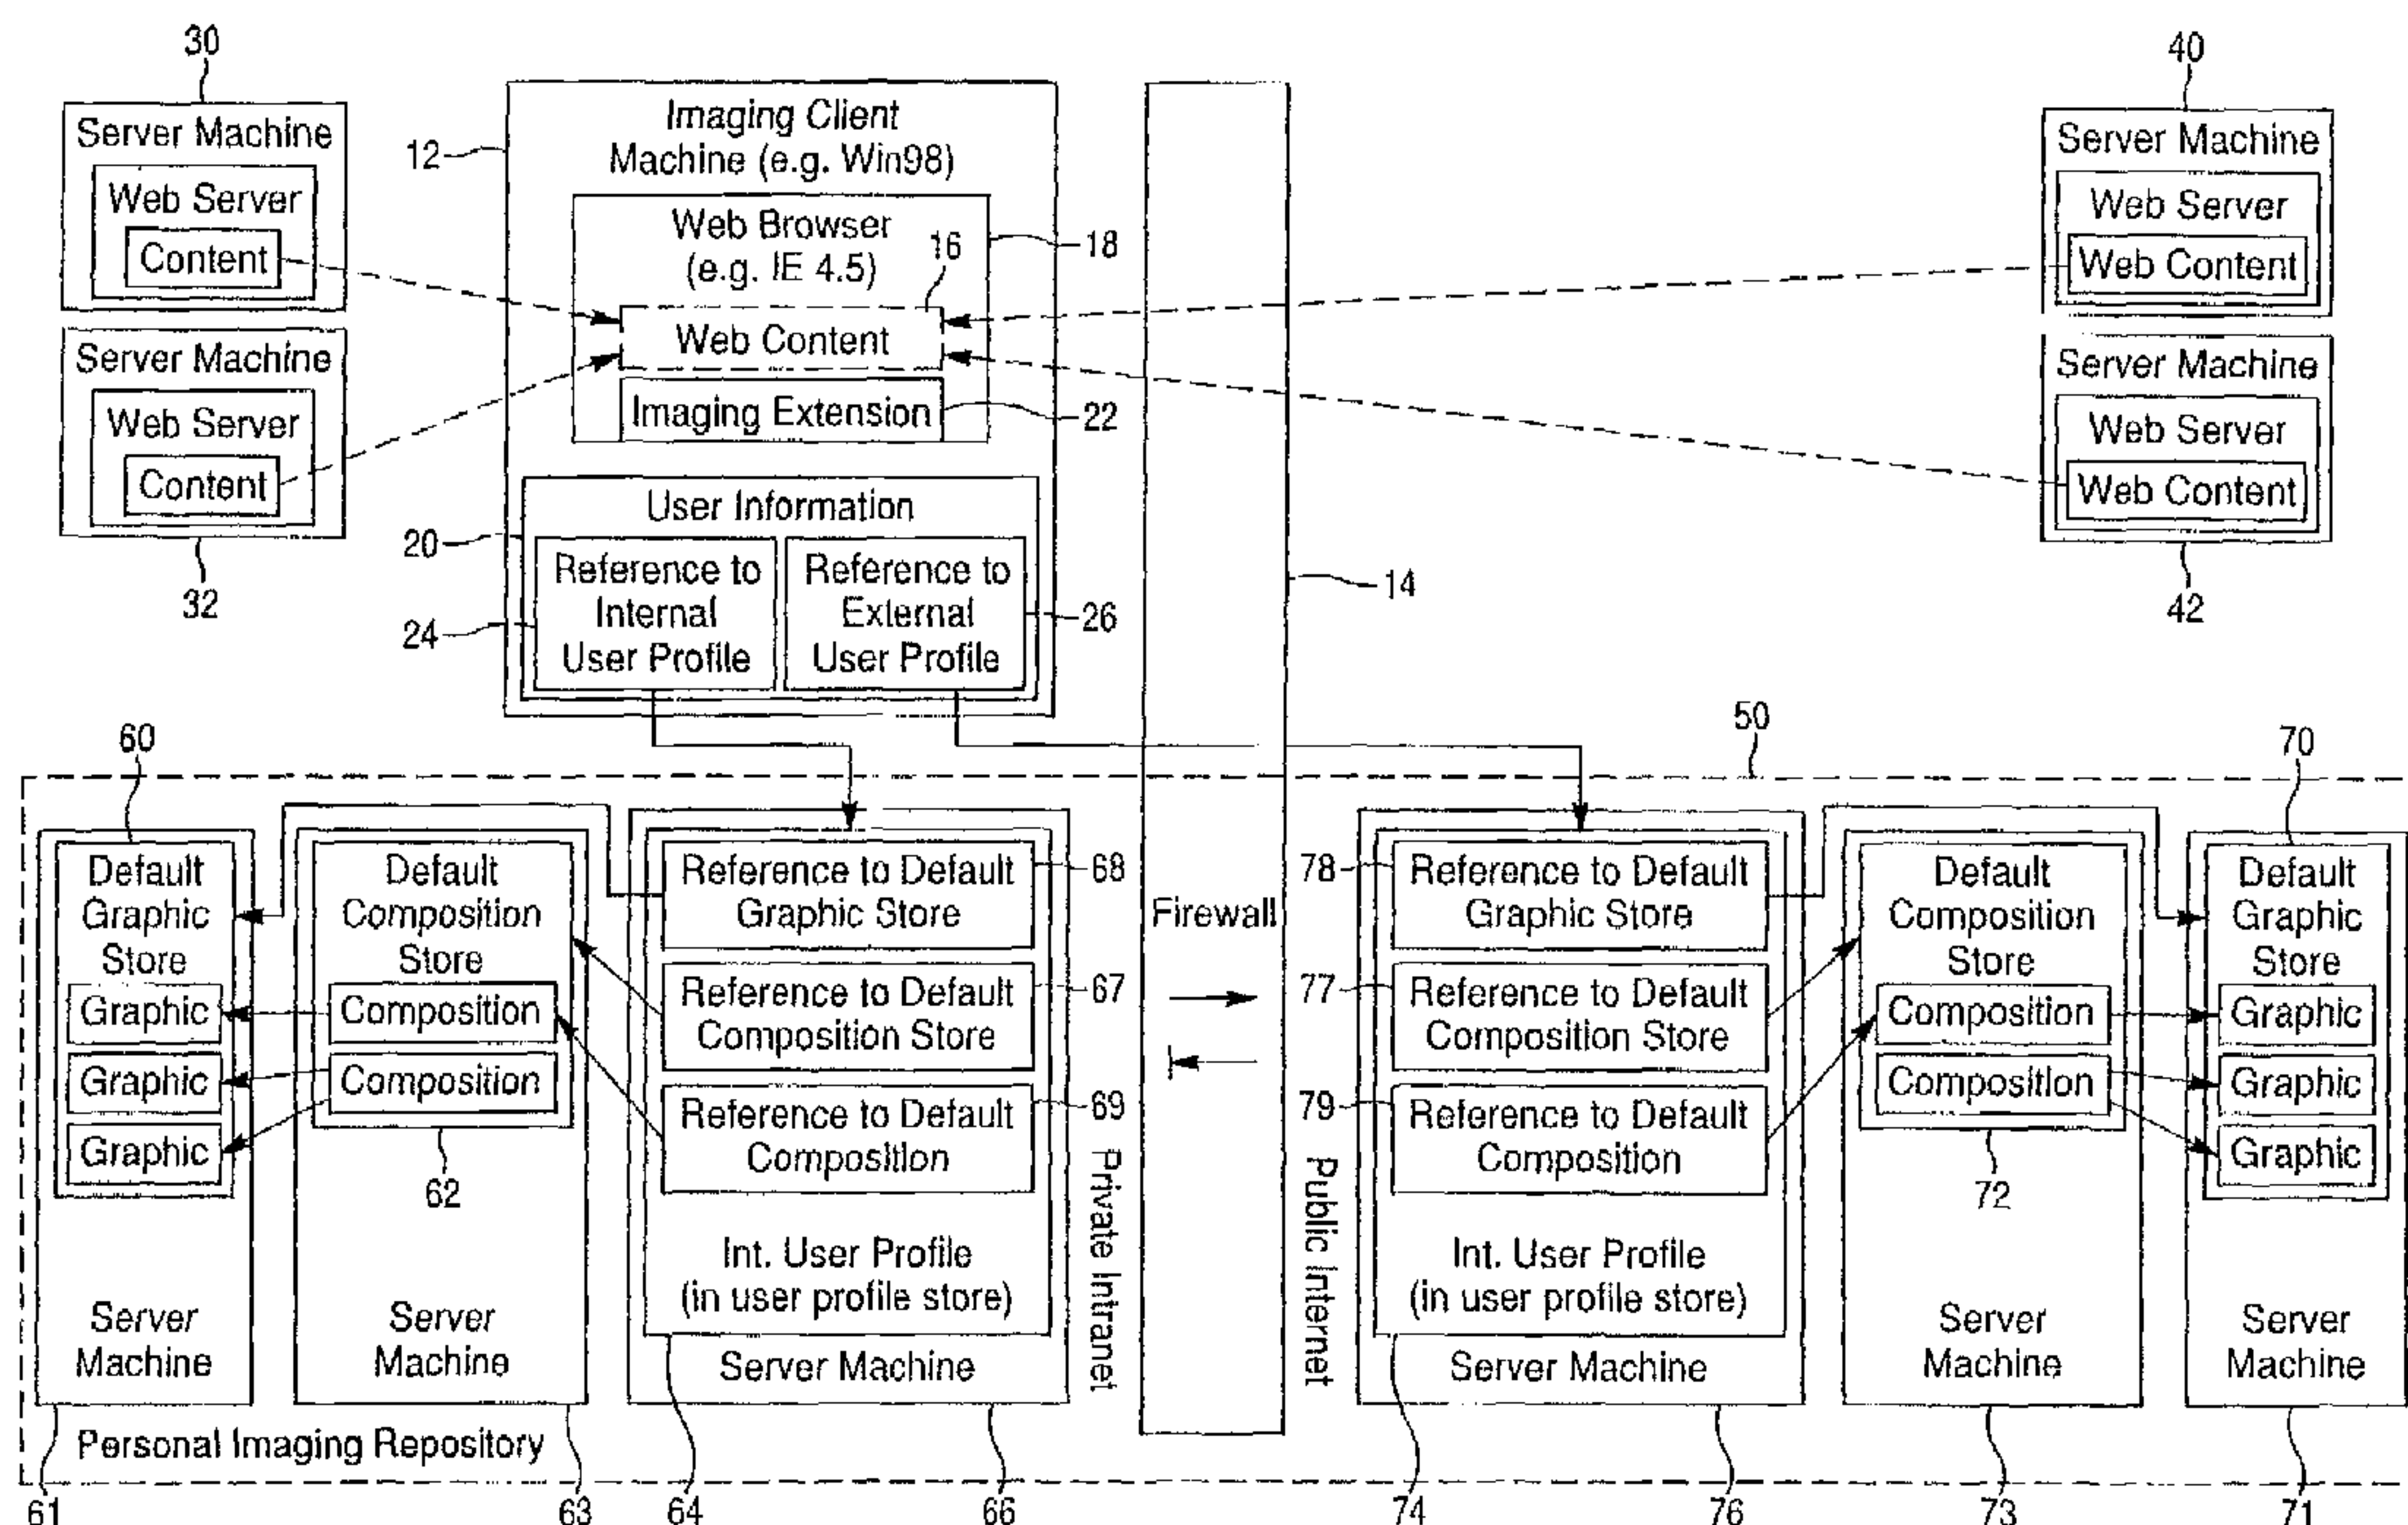 30
Server Machine
Web Server
Content
Server Machine
Web Server
Content
32
12
Imaging Client
Machine (e.g. Win98)
Web Browser
(e.g. IE 4.5)
16
18
Web Content
Imaging Extension
22
User Information
20
Reference to
Internal
User Profile
24
Reference to
External
User Profile
26
14
40
Server Machine
Web Server
Web Content
Server Machine
Web Server
Web Content
42
50
60
Default
Graphic
Store
Graphic
Graphic
Graphic
Server
Machine
61
Default
Composition
Store
Composition
Composition
62
Server
Machine
63
Reference to Default
Graphic Store
68
Reference to Default
Composition Store
67
Reference to Default
Composition
69
Int. User Profile
(in user profile store)
Server Machine
64
66
Private Intranet
Firewall
Public Internet
78
Reference to Default
Graphic Store
77
Reference to Default
Composition Store
79
Reference to Default
Composition
Int. User Profile
(in user profile store)
Server Machine
74
76
Default
Composition
Store
Composition
Composition
72
Server
Machine
73
70
Default
Graphic
Store
Graphic
Graphic
Graphic
Server
Machine
71
Personal Imaging Repository